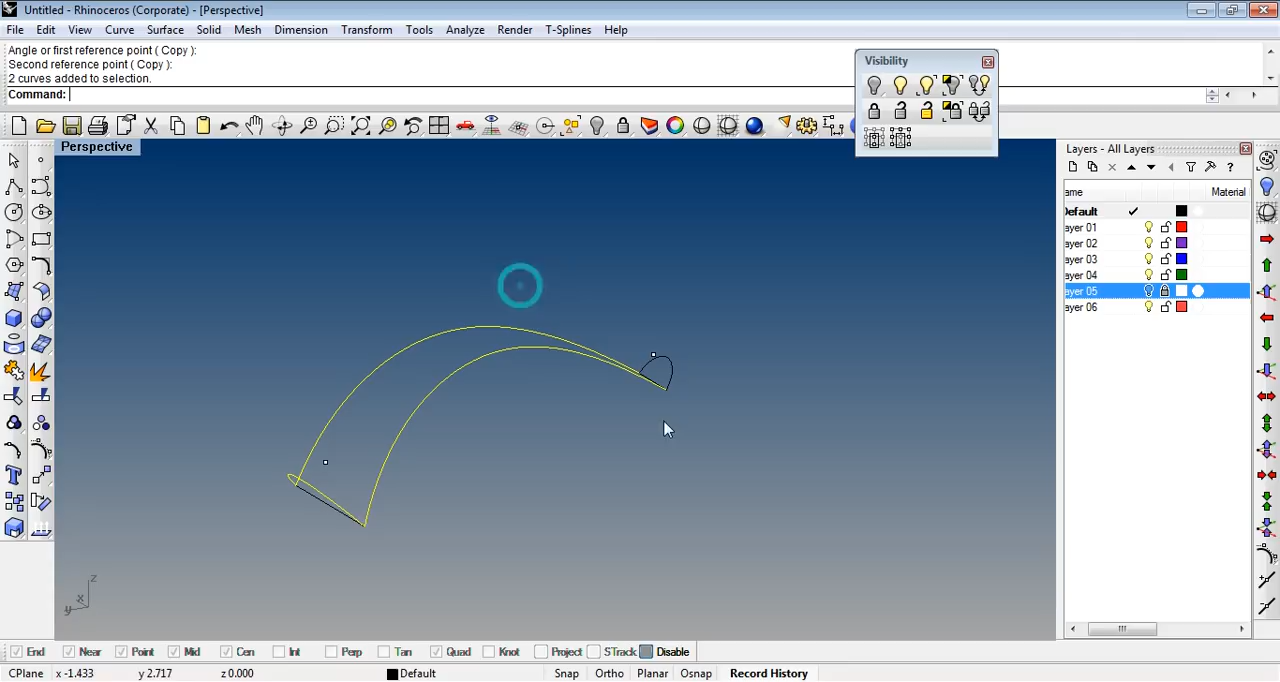 Untitled - Rhinoceros (Corporate) - [Perspective]
File Edit View Curve Surface Solid Mesh Dimension Transform Tools Analyze Render T-Splines Help
Angle or first reference point ( Copy ):
Second reference point ( Copy ):
2 curves added to selection.
Command:
Visibility
Perspective
Layers - All Layers
ame Material
Default
ayer 01
ayer 02
ayer 03
ayer 04
ayer 05
ayer 06
z
x
y
End Near Point Mid Cen Int Perp Tan Quad Knot Project STrack Disable
CPlane x -1.433 y 2.717 z 0.000 Default Snap Ortho Planar Osnap Record History